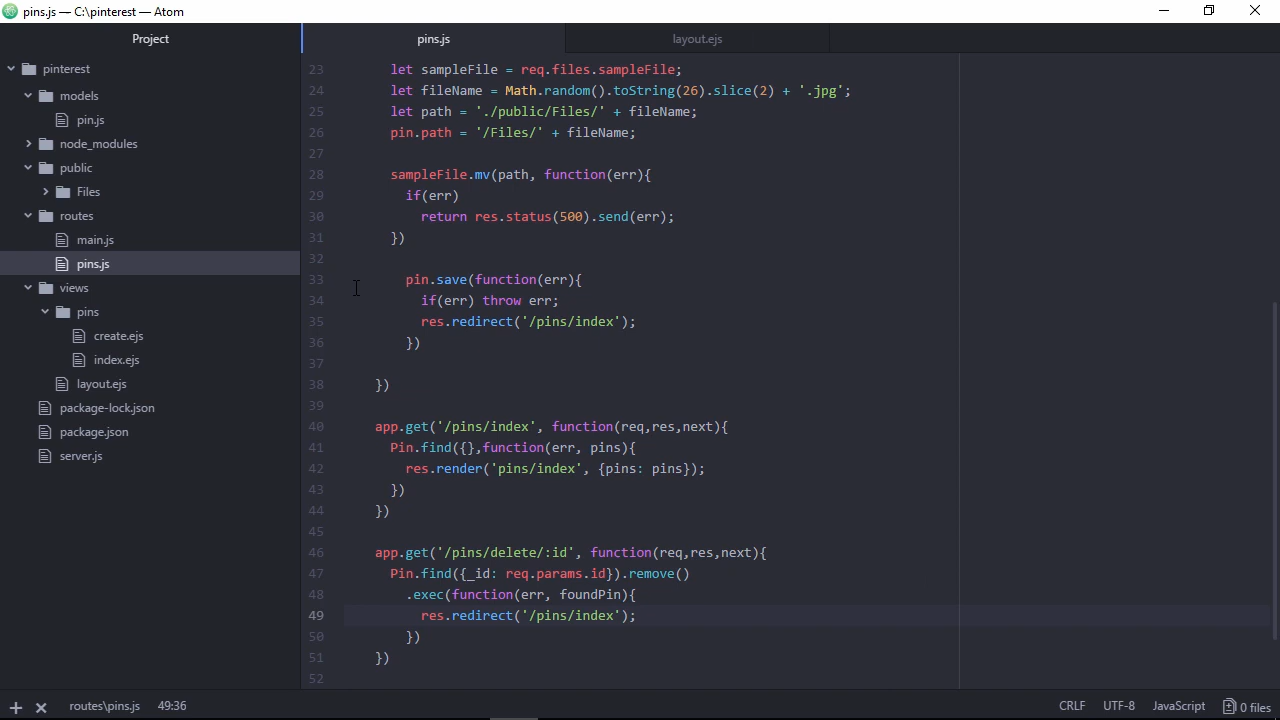 pins.js — C:\pinterest — Atom
Project
pins.js
layout.ejs
pinterest
models
pin.js
node_modules
public
Files
routes
main.js
pins.js
views
pins
create.ejs
index.ejs
layout.ejs
package-lock.json
package.json
server.js
23 let sampleFile = req.files.sampleFile;
24 let fileName = Math.random().toString(26).slice(2) + '.jpg';
25 let path = './public/Files/' + fileName;
26 pin.path = '/Files/' + fileName;
27
28 sampleFile.mv(path, function(err){
29 if(err)
30 return res.status(500).send(err);
31 })
32
33 pin.save(function(err){
34 if(err) throw err;
35 res.redirect('/pins/index');
36 })
37
38 })
39
40 app.get('/pins/index', function(req,res,next){
41 Pin.find({},function(err, pins){
42 res.render('pins/index', {pins: pins});
43 })
44 })
45
46 app.get('/pins/delete/:id', function(req,res,next){
47 Pin.find({_id: req.params.id}).remove()
48 .exec(function(err, foundPin){
49 res.redirect('/pins/index');
50 })
51 })
52
routes\pins.js 49:36
CRLF UTF-8 JavaScript 0 files